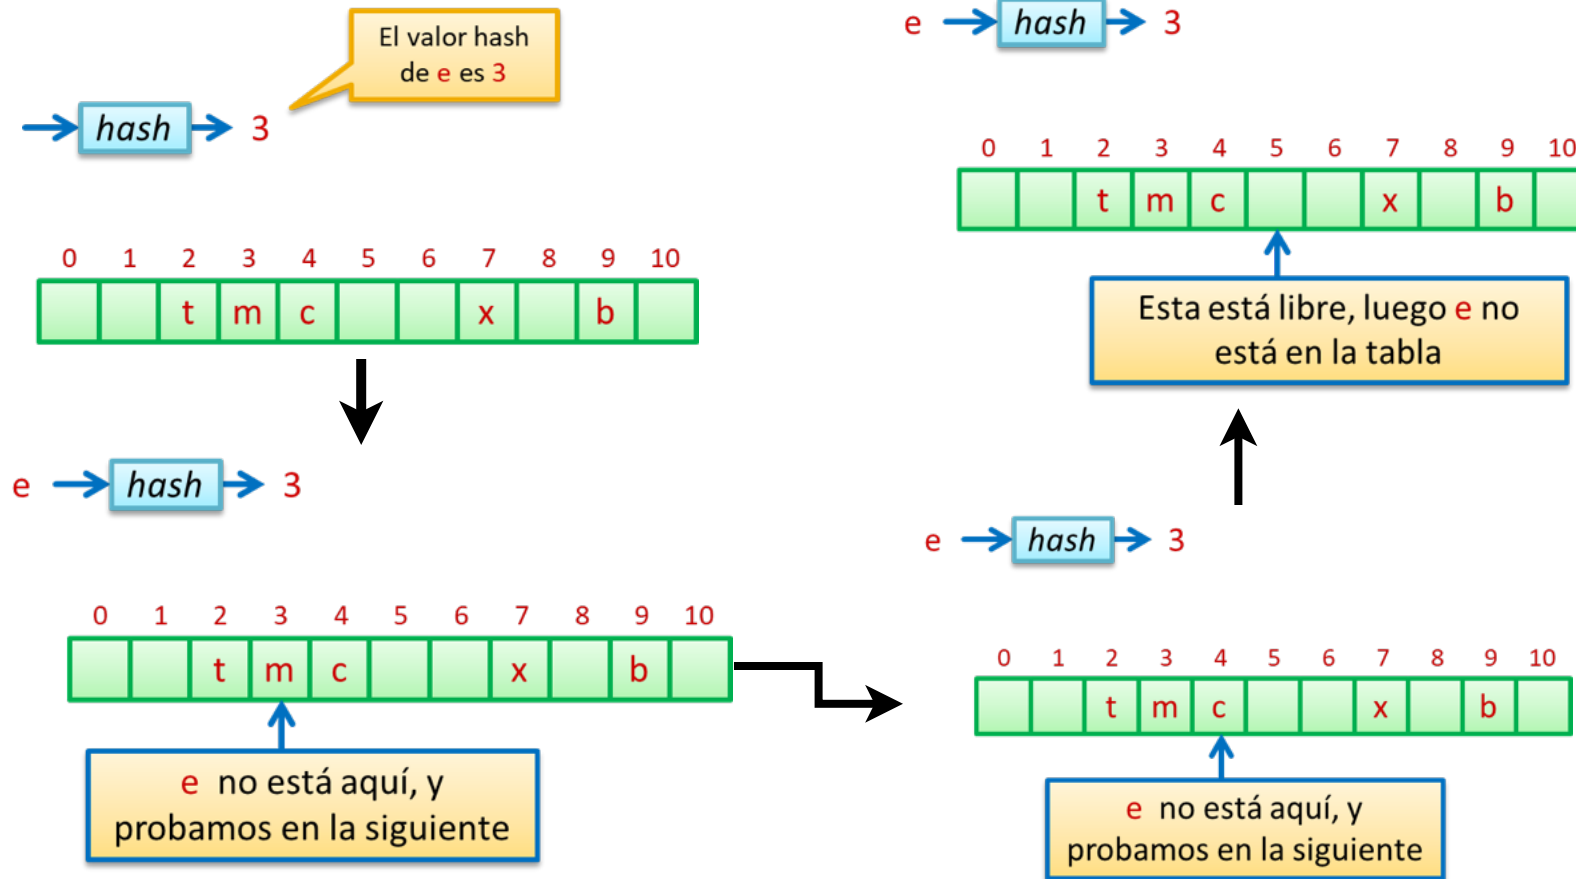 El valor hash
de e es 3
hash 3
0 1 2 3 4 5 6 7 8 9 10
t m c x b
e hash 3
0 1 2 3 4 5 6 7 8 9 10
t m c x b
e no está aquí, y
probamos en la siguiente
e hash 3
0 1 2 3 4 5 6 7 8 9 10
t m c x b
e no está aquí, y
probamos en la siguiente
e hash 3
0 1 2 3 4 5 6 7 8 9 10
t m c x b
Esta está libre, luego e no
está en la tabla